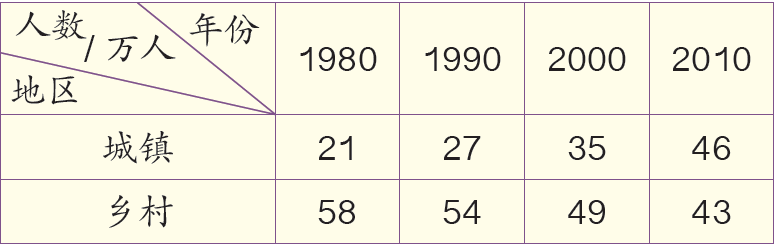 人数/万人 年份
地区
1980 1990 2000 2010
城镇 21 27 35 46
乡村 58 54 49 43